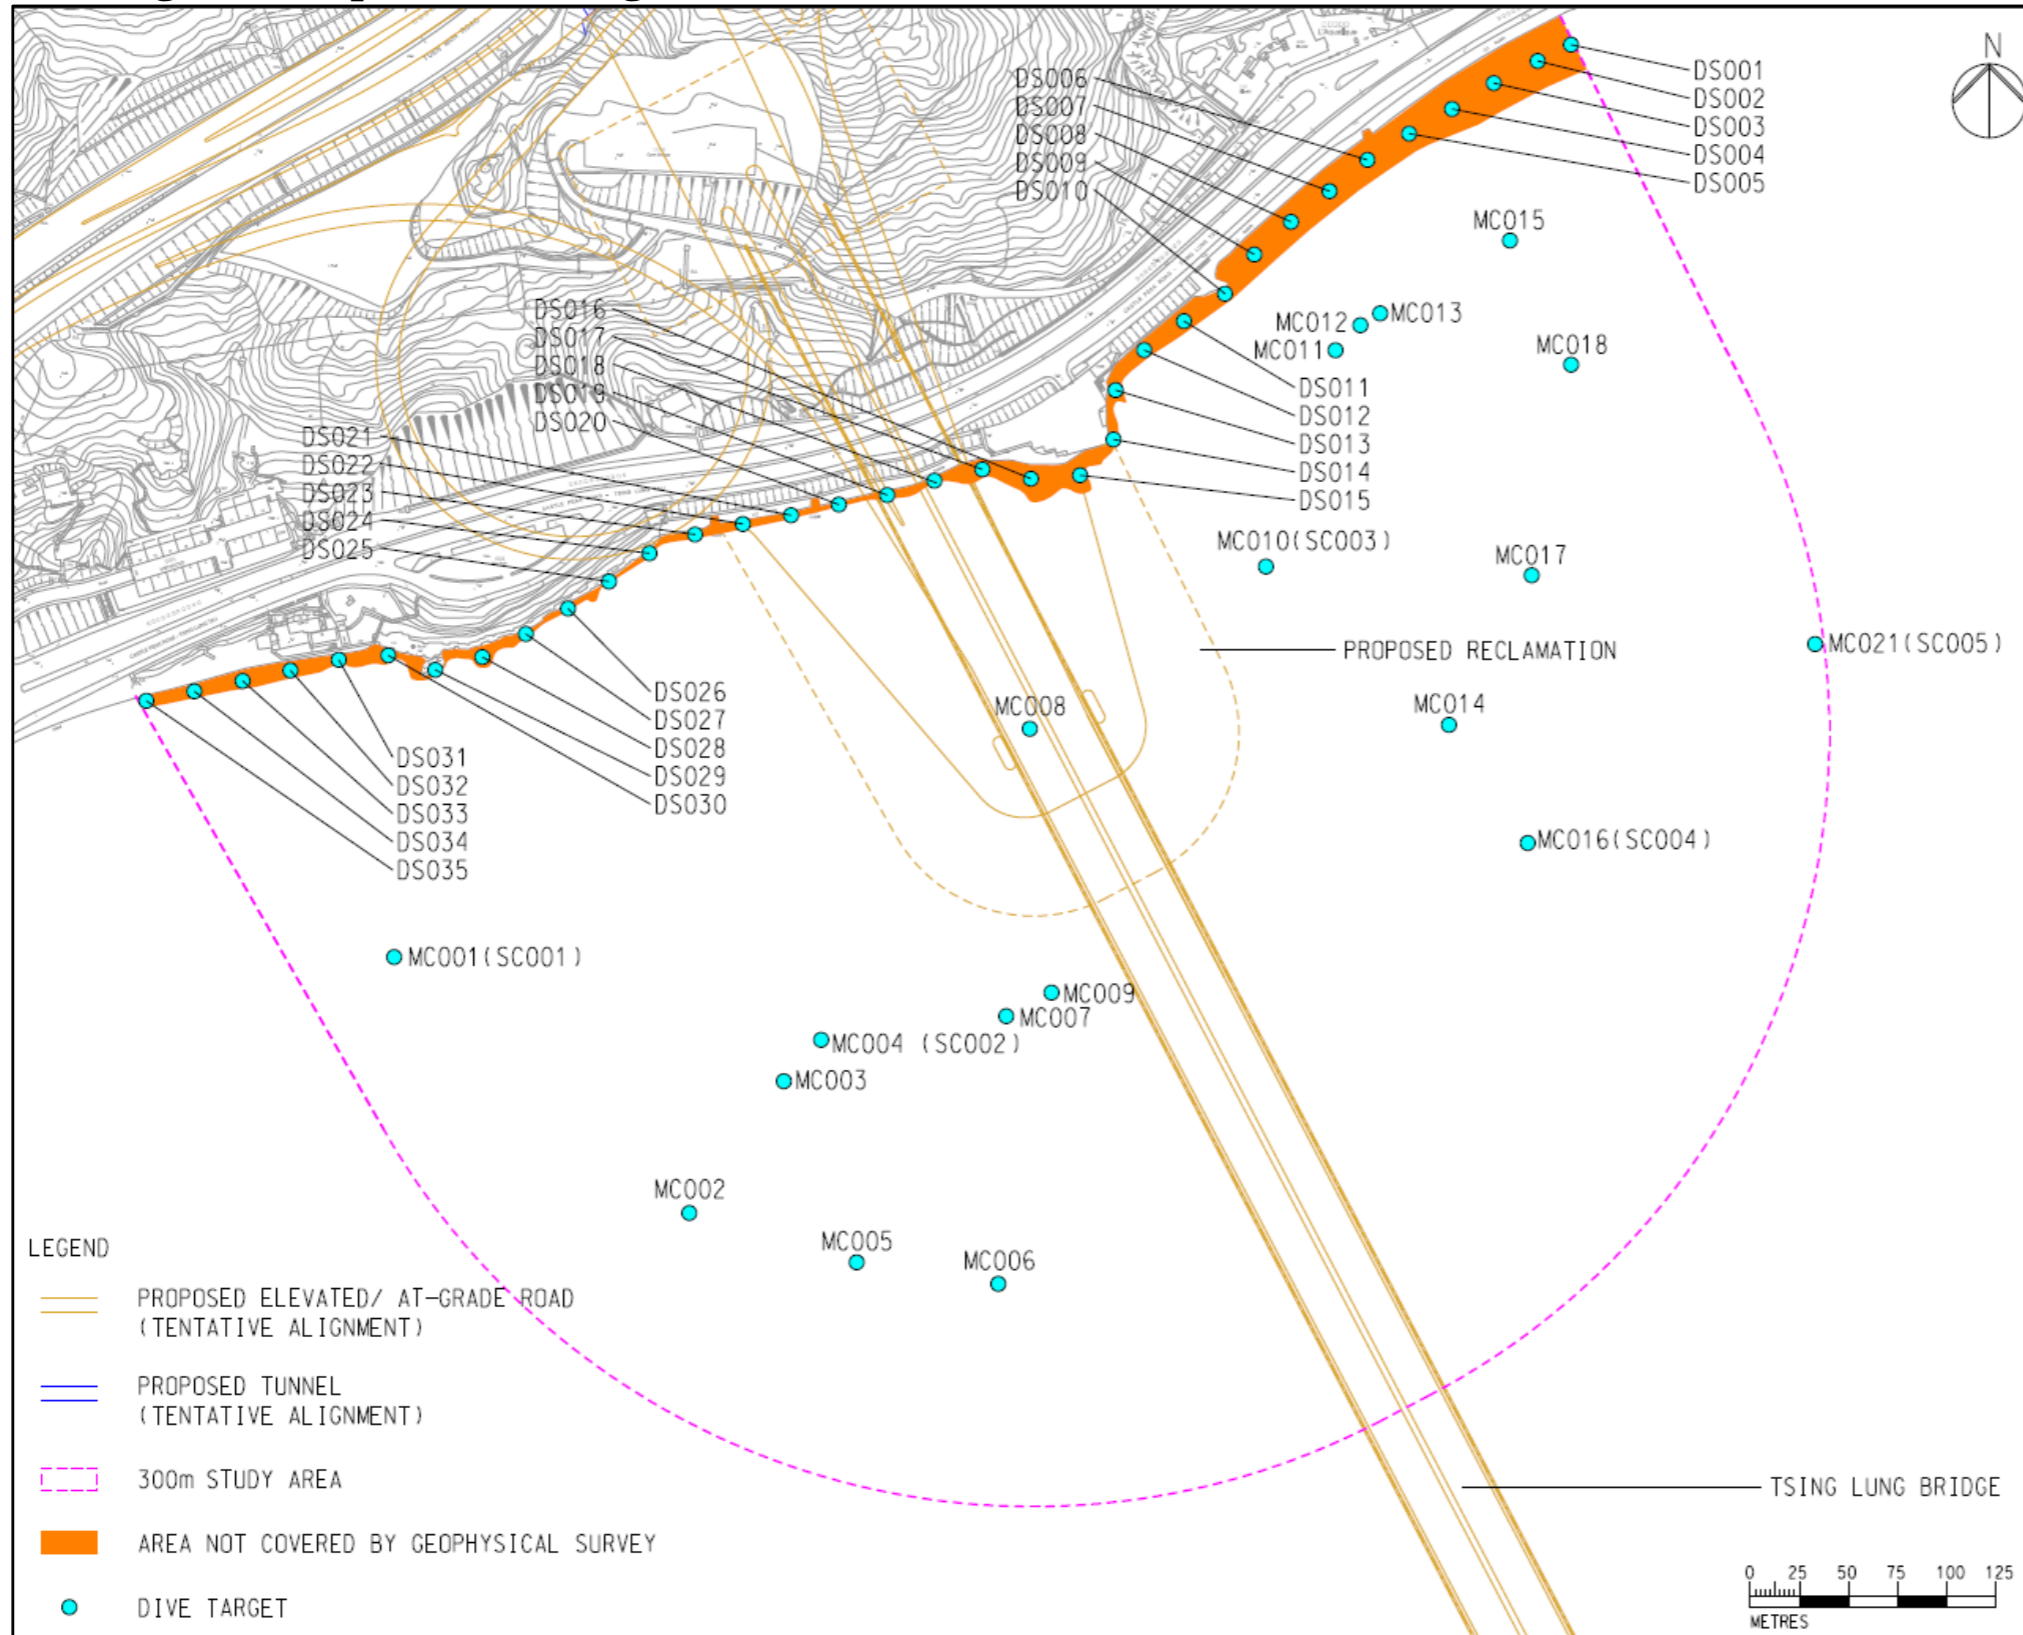 N
DS001
DS002
DS003
DS004
DS005
DS006
DS007
DS008
DS009
DS010
MC015
MC012
MC013
MC011
MC018
DS011
DS012
DS013
DS014
DS015
DS016
DS017
DS018
DS019
DS020
DS021
DS022
DS023
DS024
DS025
MC010(SC003)
MC017
PROPOSED RECLAMATION
MC021(SC005)
MC008
MC014
DS026
DS027
DS028
DS029
DS030
DS031
DS032
DS033
DS034
DS035
MC016(SC004)
MC001(SC001)
MC009
MC007
MC004 (SC002)
MC003
MC002
MC005
MC006
LEGEND
PROPOSED ELEVATED/ AT-GRADE ROAD
(TENTATIVE ALIGNMENT)
PROPOSED TUNNEL
(TENTATIVE ALIGNMENT)
300m STUDY AREA
AREA NOT COVERED BY GEOPHYSICAL SURVEY
DIVE TARGET
TSING LUNG BRIDGE
0 25 50 75 100 125
METRES